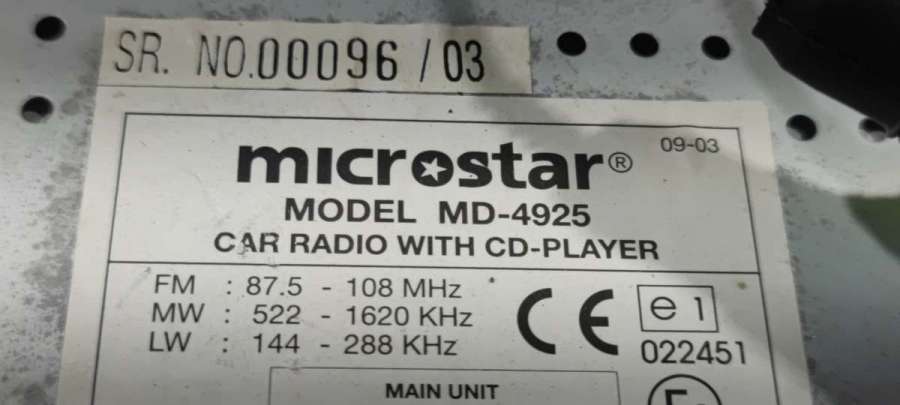 SR. NO.00096 / 03
09-03
microstar®
MODEL MD-4925
CAR RADIO WITH CD-PLAYER
FM : 87.5 - 108 MHz
MW : 522 - 1620 KHz
LW : 144 - 288 KHz
CE
e1
022451
MAIN UNIT